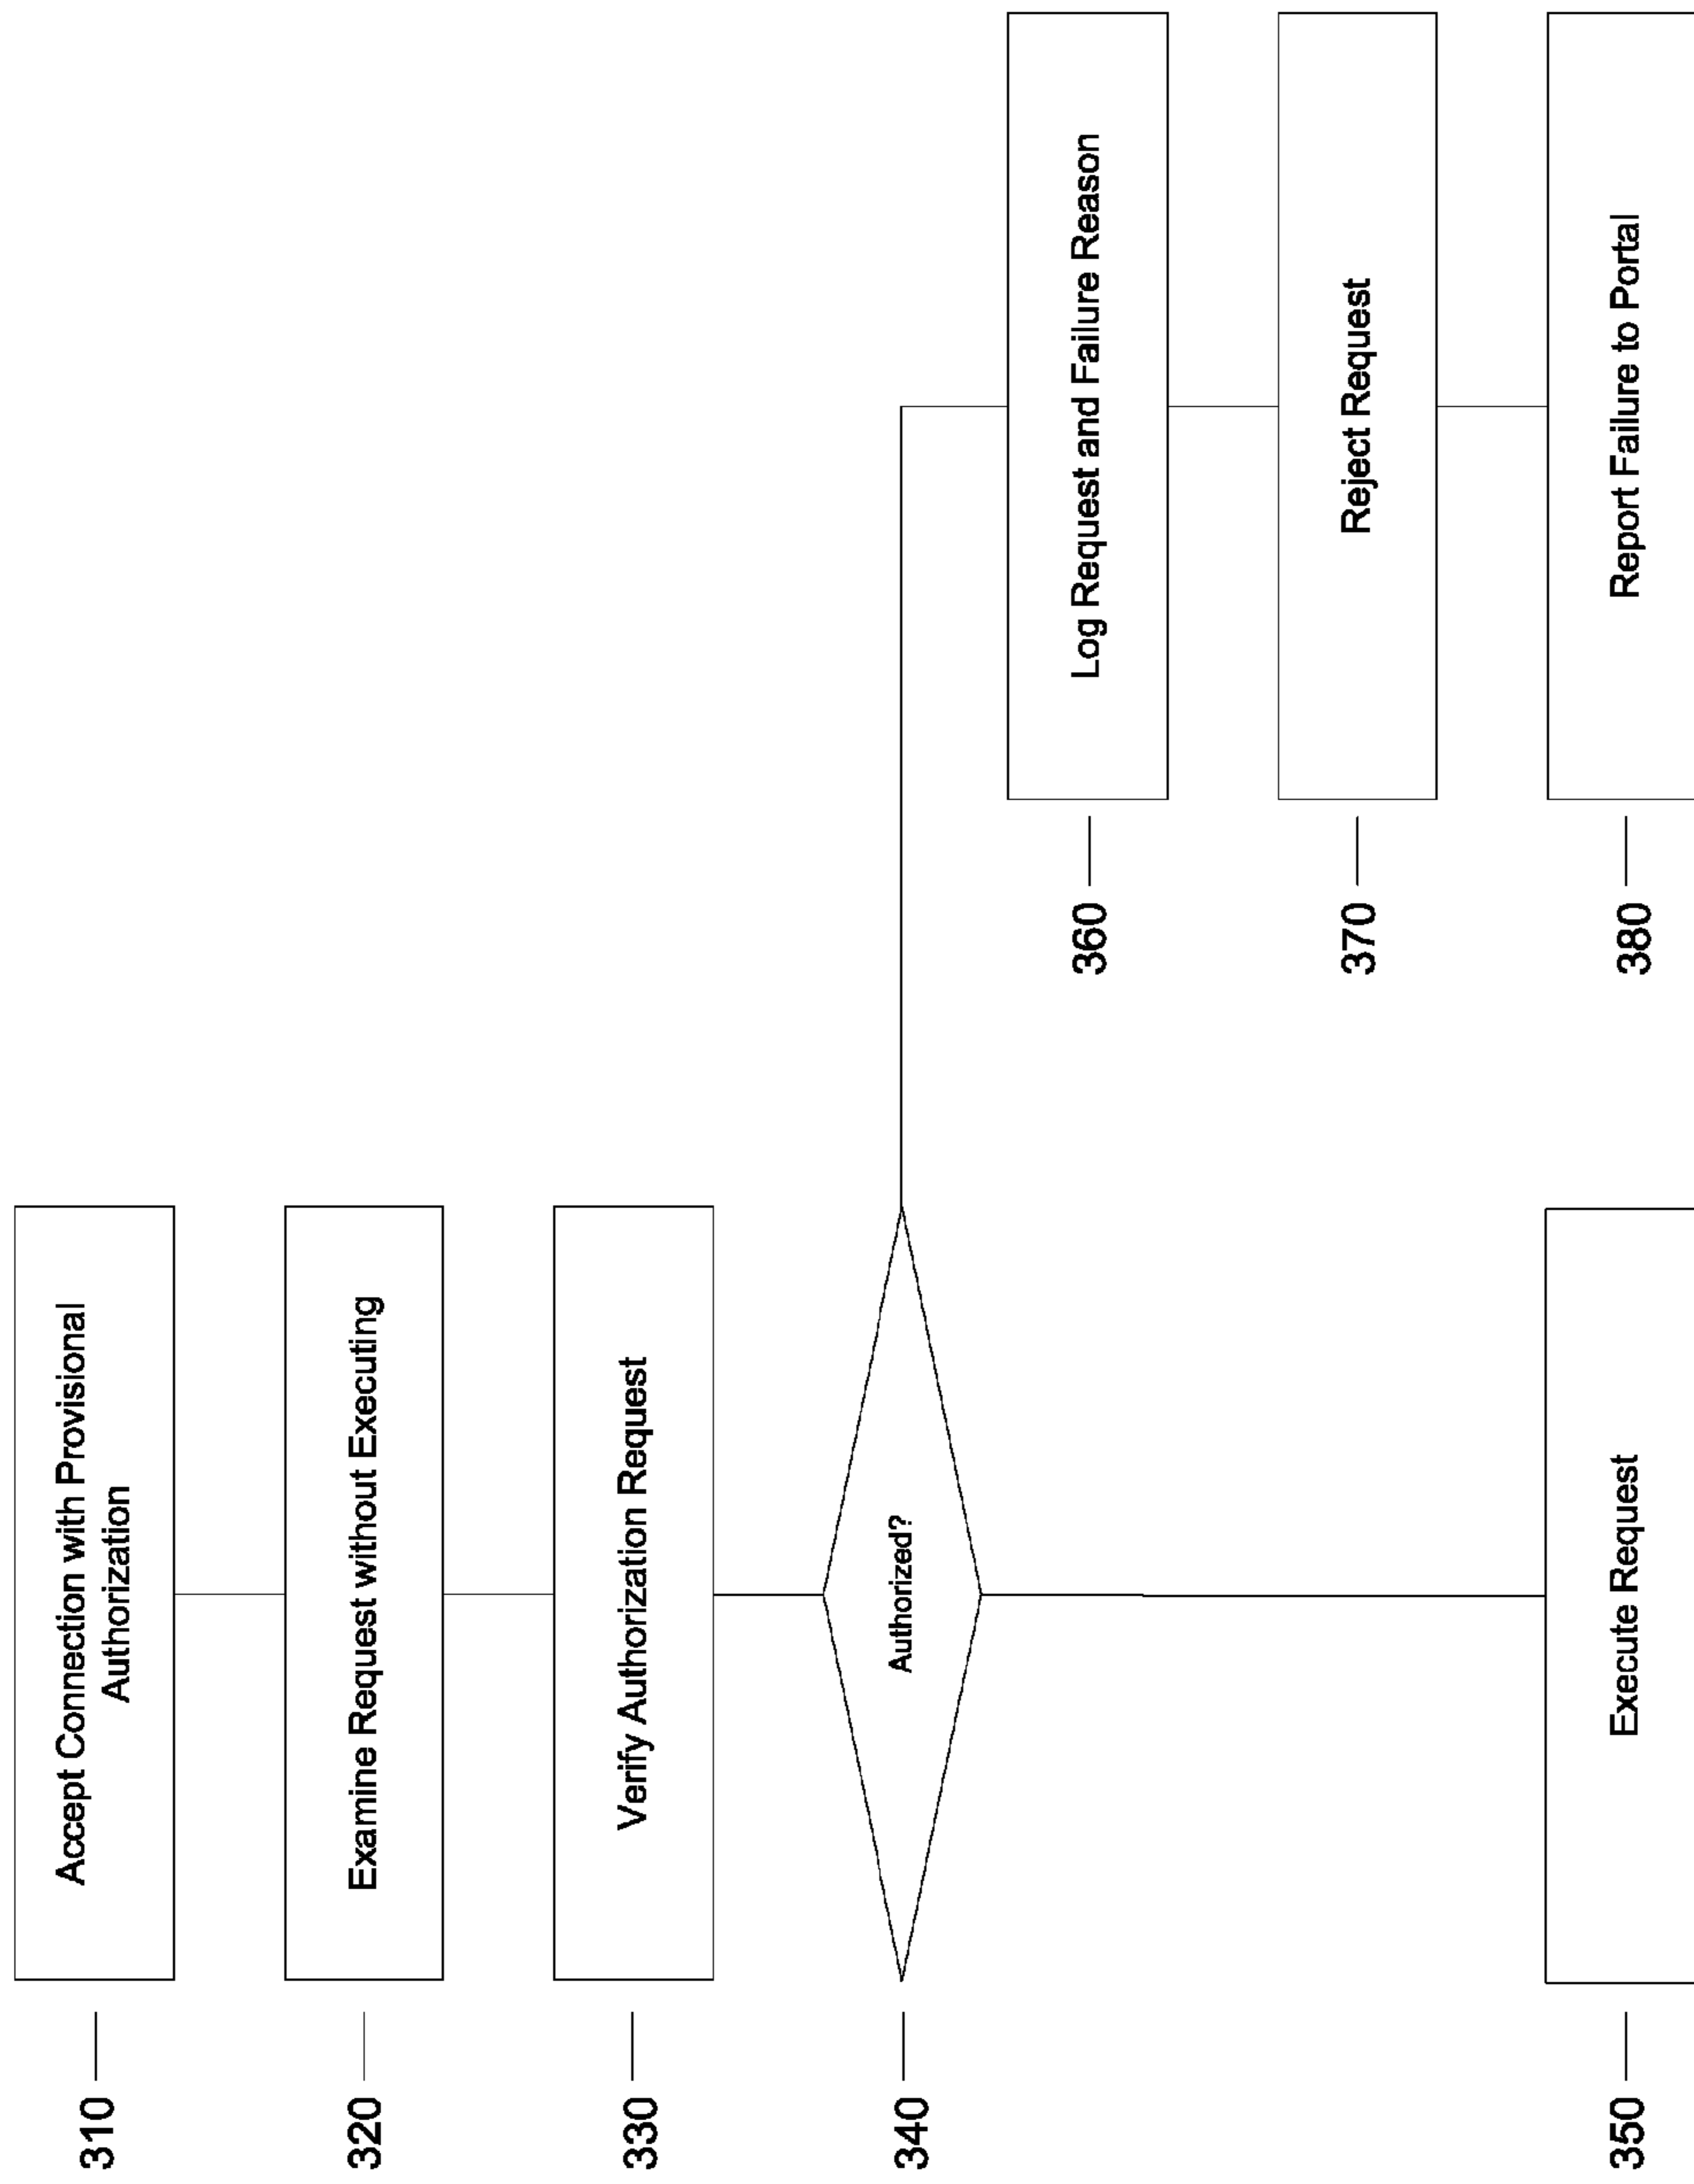 310
Accept Connection with Provisional
Authorization
320
Examine Request without Executing
330
Verify Authorization Request
340
Authorized?
350
Execute Request
360
Log Request and Failure Reason
370
Reject Request
380
Report Failure to Portal